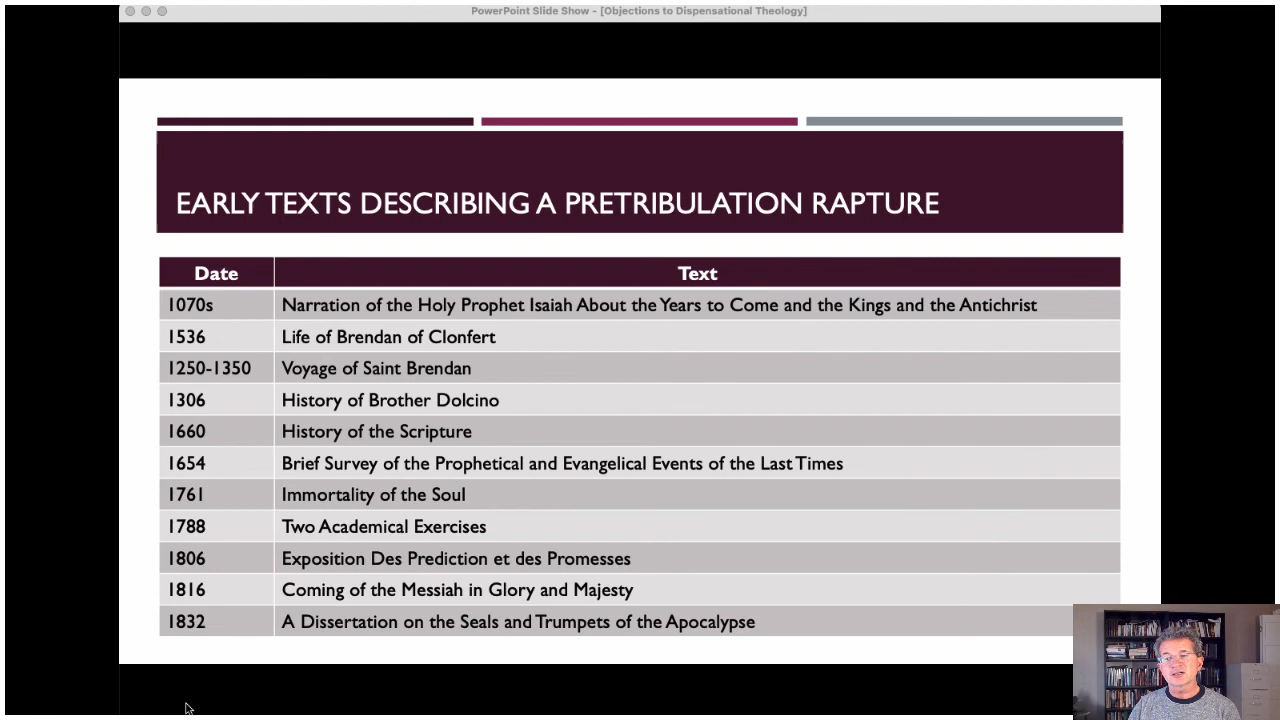 PowerPoint Slide Show - [Objections to Dispensational Theology]
EARLY TEXTS DESCRIBING A PRETRIBULATION RAPTURE
Date Text
1070s Narration of the Holy Prophet Isaiah About the Years to Come and the Kings and the Antichrist
1536 Life of Brendan of Clonfert
1250-1350 Voyage of Saint Brendan
1306 History of Brother Dolcino
1660 History of the Scripture
1654 Brief Survey of the Prophetical and Evangelical Events of the Last Times
1761 Immortality of the Soul
1788 Two Academical Exercises
1806 Exposition Des Prediction et des Promesses
1816 Coming of the Messiah in Glory and Majesty
1832 A Dissertation on the Seals and Trumpets of the Apocalypse